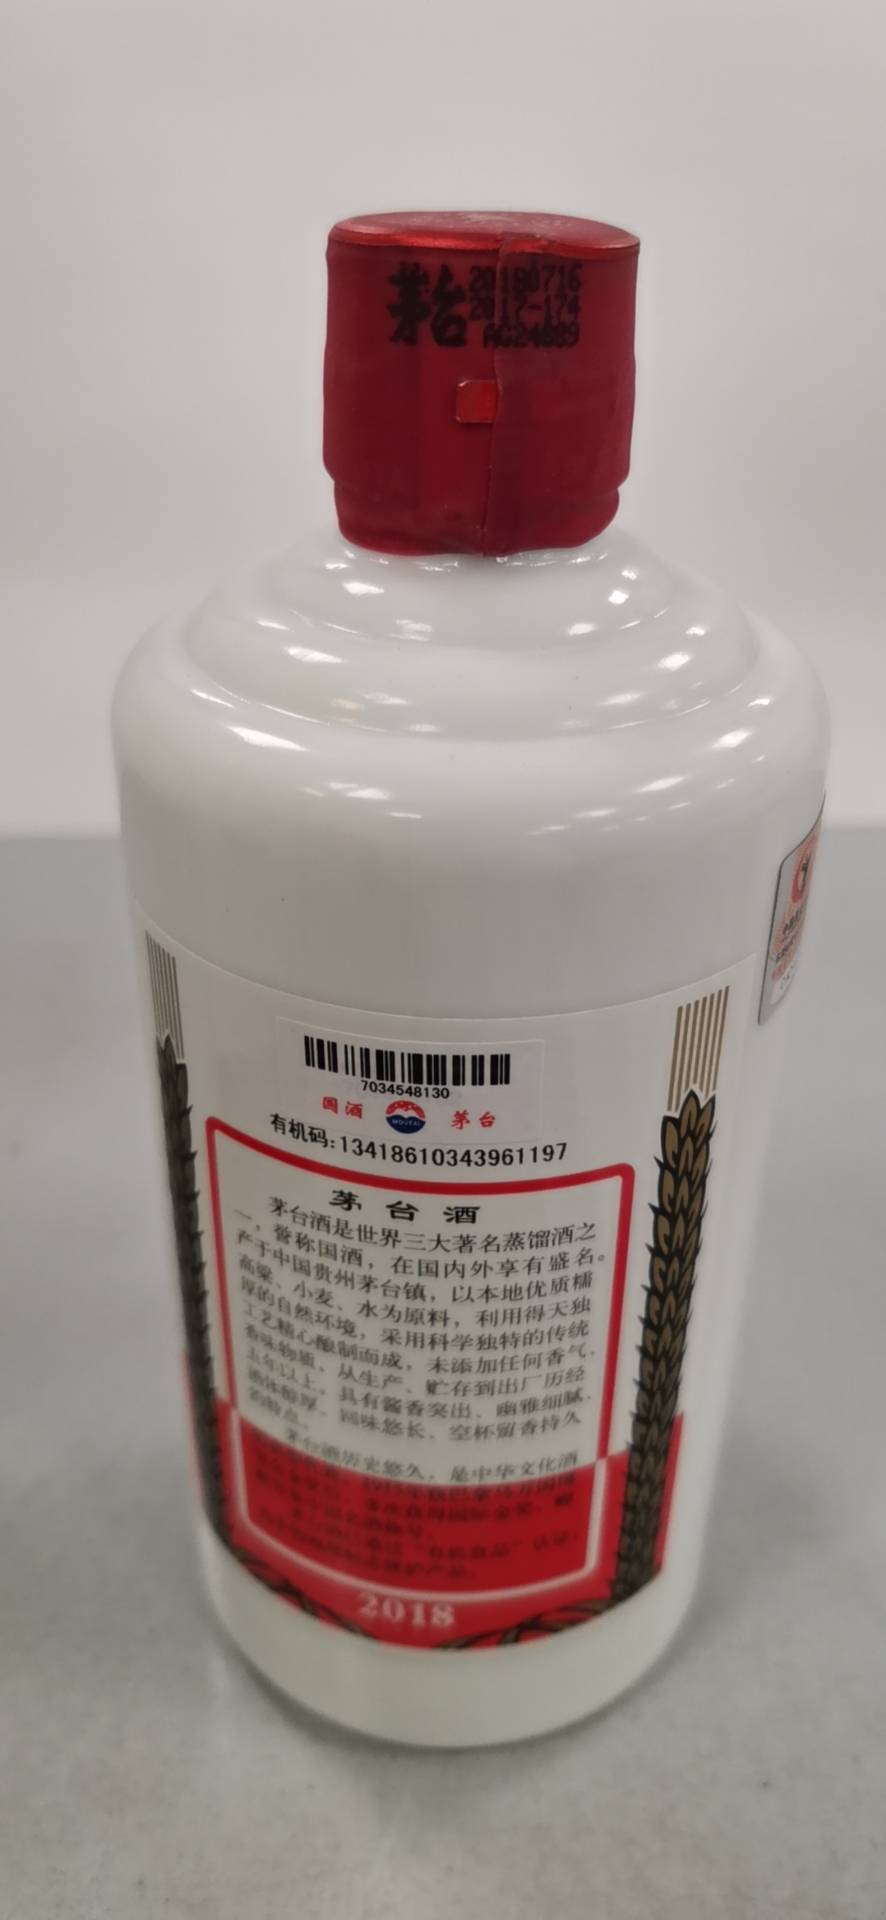 茅台
20180716
2017-174
AG24889
7034548130
国酒 MOUTAI 茅台
有机码:13418610343961197
茅台酒
茅台酒是世界三大著名蒸馏酒之
一，誉称国酒，在国内外享有盛名。
产于中国贵州茅台镇，以本地优质糯
高粱、小麦、水为原料，利用得天独
厚的自然环境，采用科学独特的传统
工艺精心酿制而成，未添加任何香气、
香味物质，从生产、贮存到出厂历经
五年以上。具有酱香突出、幽雅细腻、
酒体醇厚、回味悠长、空杯留香持久
的特点。
茅台酒历史悠久，是中华文化酒
2018